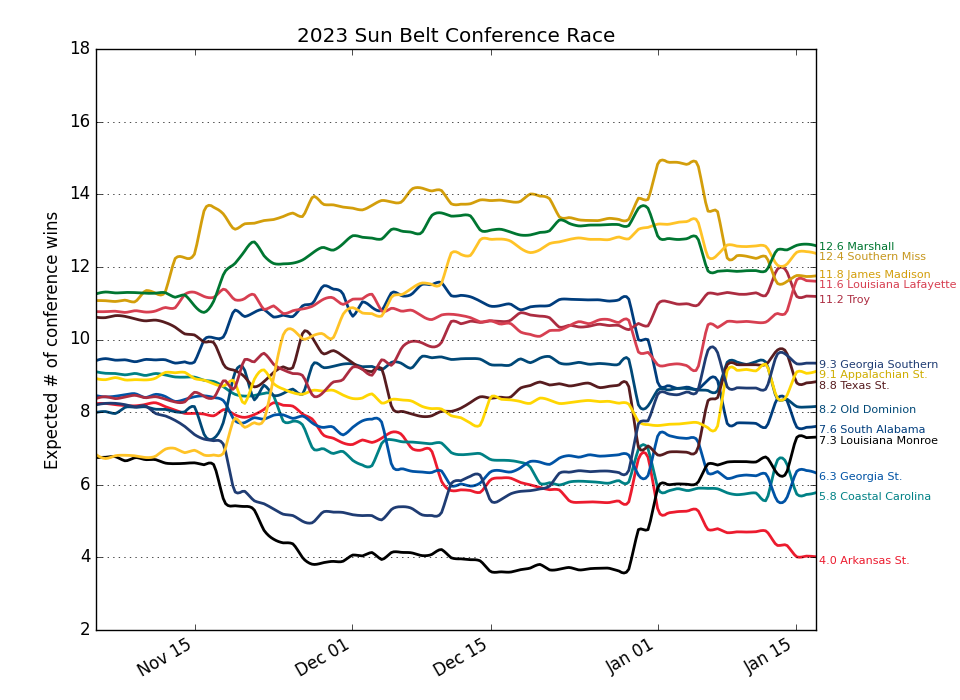 2023 Sun Belt Conference Race
Expected # of conference wins
18
16
14
12
10
8
6
4
2
Nov 15
Dec 01
Dec 15
Jan 01
Jan 15
12.6 Marshall
12.4 Southern Miss
11.8 James Madison
11.6 Louisiana Lafayette
11.2 Troy
9.3 Georgia Southern
9.1 Appalachian St.
8.8 Texas St.
8.2 Old Dominion
7.6 South Alabama
7.3 Louisiana Monroe
6.3 Georgia St.
5.8 Coastal Carolina
4.0 Arkansas St.